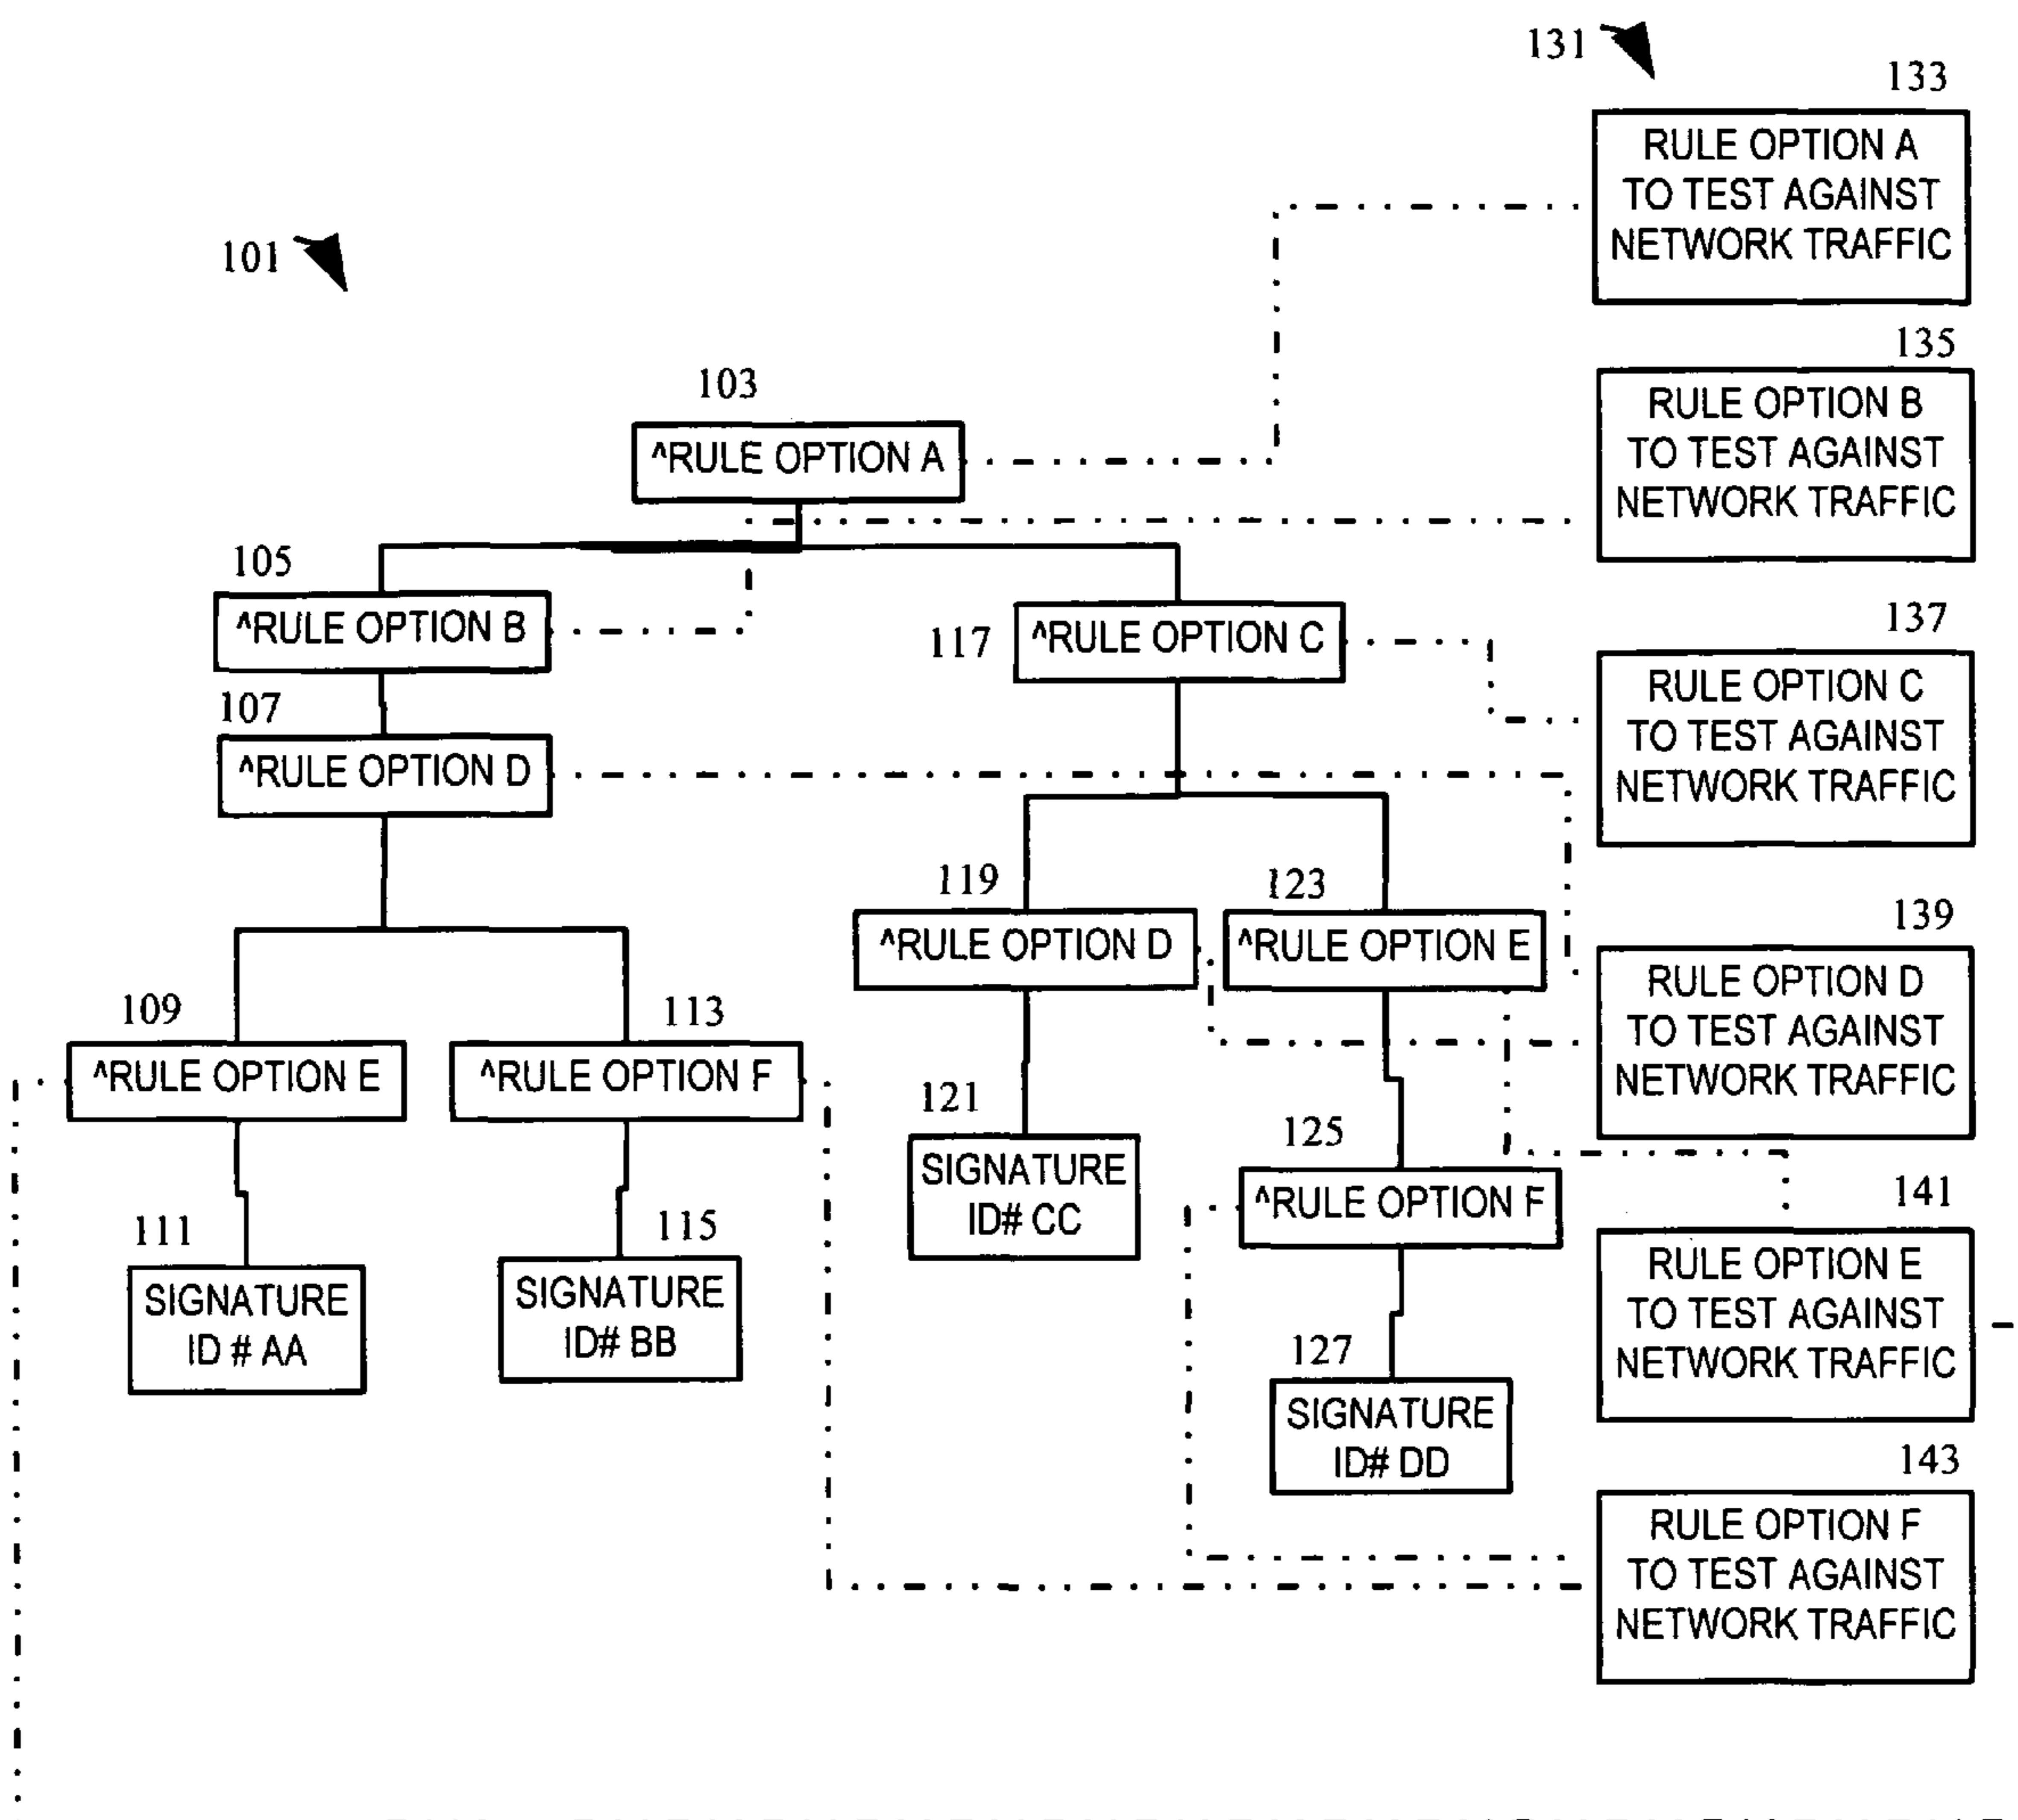 131
133
RULE OPTION A
TO TEST AGAINST
NETWORK TRAFFIC
101
135
RULE OPTION B
TO TEST AGAINST
NETWORK TRAFFIC
103
^RULE OPTION A
105
^RULE OPTION B
117
^RULE OPTION C
137
RULE OPTION C
TO TEST AGAINST
NETWORK TRAFFIC
107
^RULE OPTION D
119
^RULE OPTION D
123
^RULE OPTION E
139
RULE OPTION D
TO TEST AGAINST
NETWORK TRAFFIC
109
^RULE OPTION E
113
^RULE OPTION F
121
SIGNATURE
ID# CC
125
^RULE OPTION F
141
RULE OPTION E
TO TEST AGAINST
NETWORK TRAFFIC
111
SIGNATURE
ID # AA
115
SIGNATURE
ID# BB
127
SIGNATURE
ID# DD
143
RULE OPTION F
TO TEST AGAINST
NETWORK TRAFFIC